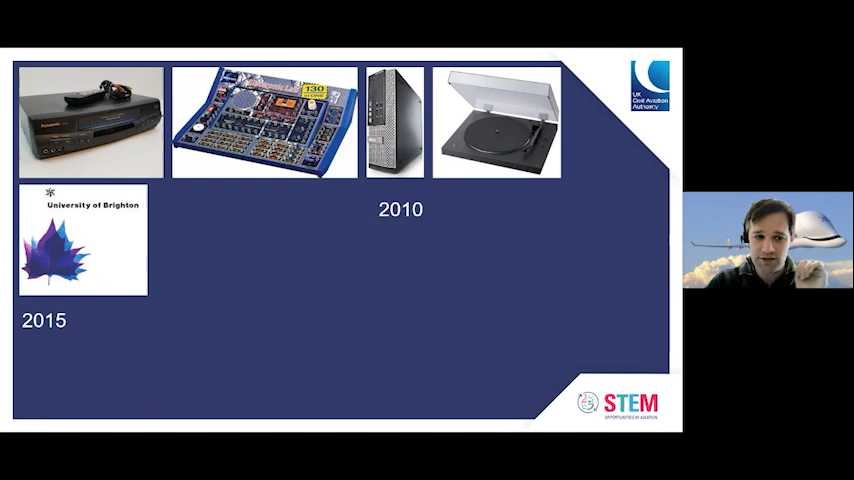 130
UK
Civil Aviation
Authority
University of Brighton
2010
2015
STEM
OPPORTUNITIES IN AVIATION